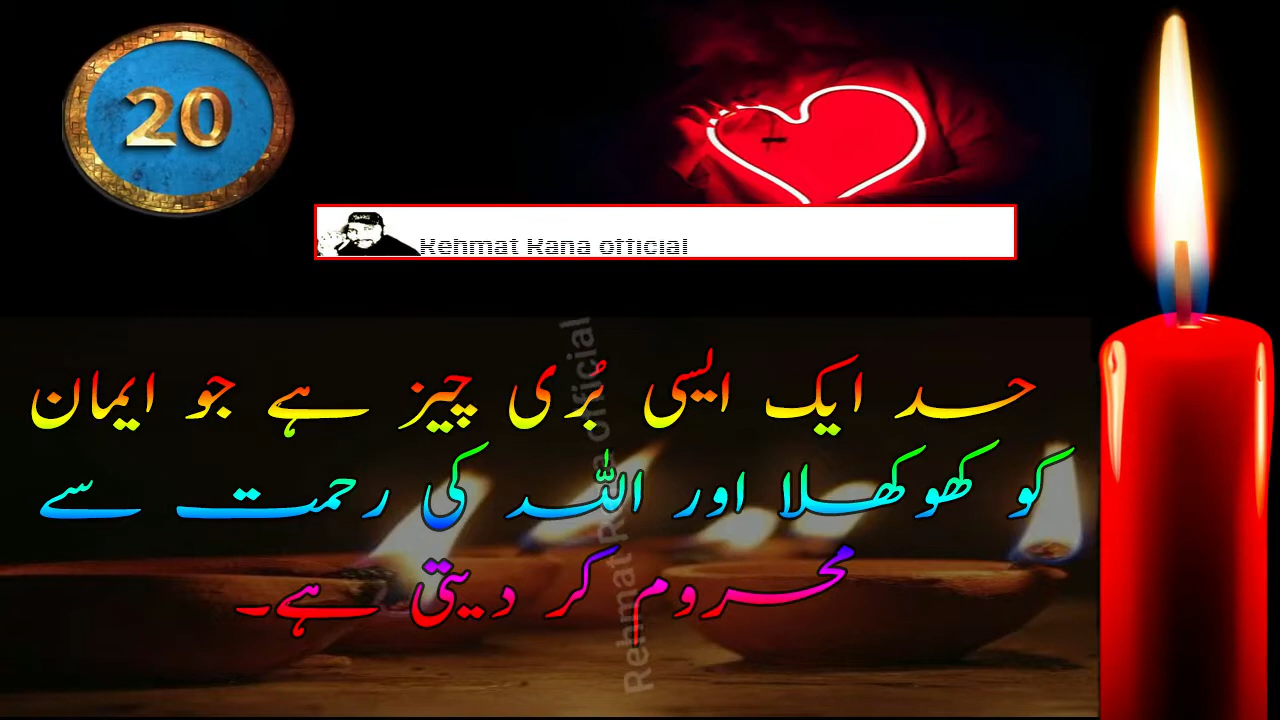 20
Rehmat Rana official
حسد ایک ایسی بُری چیز ہے جو ایمان
کو کھوکھلا اور اللہ کی رحمت سے
محروم کر دیتی ہے۔
Rehmat Rana official